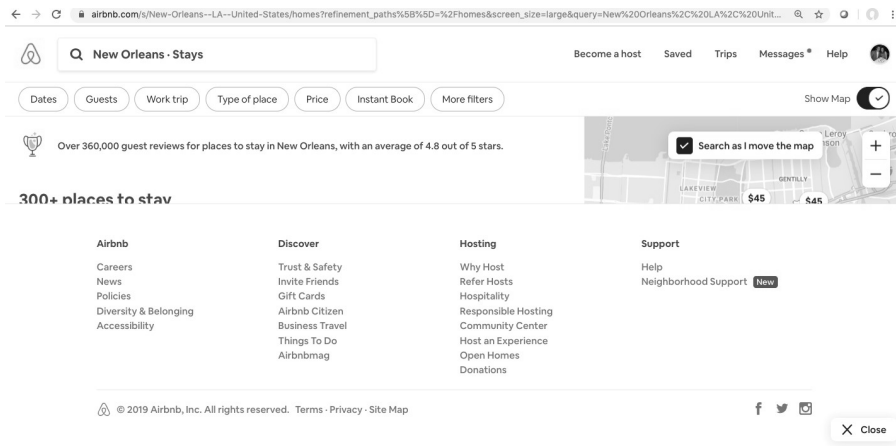 airbnb.com/s/New-Orleans--LA--United-States/homes?refinement_paths%5B%5D=%2Fhomes&screen_size=large&query=New%20Orleans%2C%20LA%2C%20Unit...
New Orleans · Stays
Become a host Saved Trips Messages Help
Dates Guests Work trip Type of place Price Instant Book More filters Show Map
Over 360,000 guest reviews for places to stay in New Orleans, with an average of 4.8 out of 5 stars.
Search as I move the map
Leroy
GENTILLY
LAKEVIEW
CITY PARK
$45
$45
300+ places to stay
Airbnb
Careers
News
Policies
Diversity & Belonging
Accessibility
Discover
Trust & Safety
Invite Friends
Gift Cards
Airbnb Citizen
Business Travel
Things To Do
Airbnbmag
Hosting
Why Host
Refer Hosts
Hospitality
Responsible Hosting
Community Center
Host an Experience
Open Homes
Donations
Support
Help
Neighborhood Support New
© 2019 Airbnb, Inc. All rights reserved. Terms · Privacy · Site Map
Close